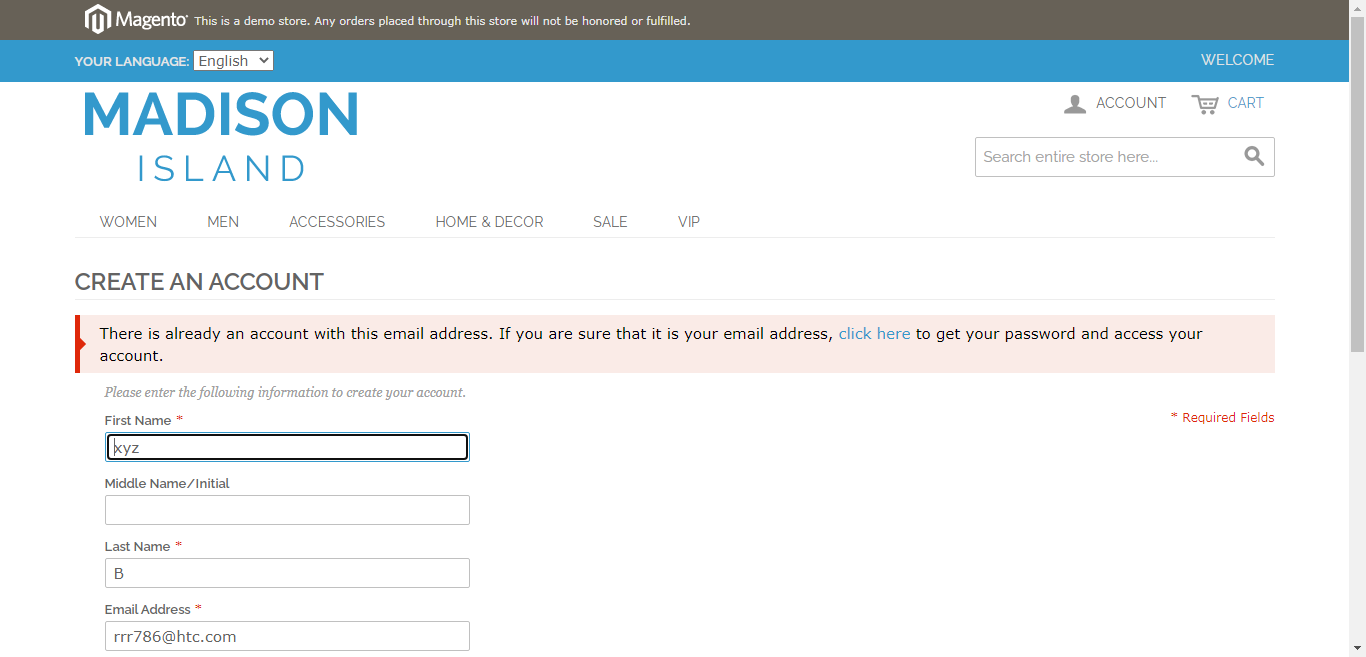 Magento® This is a demo store. Any orders placed through this store will not be honored or fulfilled.
YOUR LANGUAGE: English WELCOME
MADISON
ISLAND
ACCOUNT CART
Search entire store here...
WOMEN MEN ACCESSORIES HOME & DECOR SALE VIP
CREATE AN ACCOUNT
There is already an account with this email address. If you are sure that it is your email address, click here to get your password and access your
account.
Please enter the following information to create your account.
First Name * * Required Fields
xyz
Middle Name/Initial
Last Name *
B
Email Address *
rrr786@htc.com